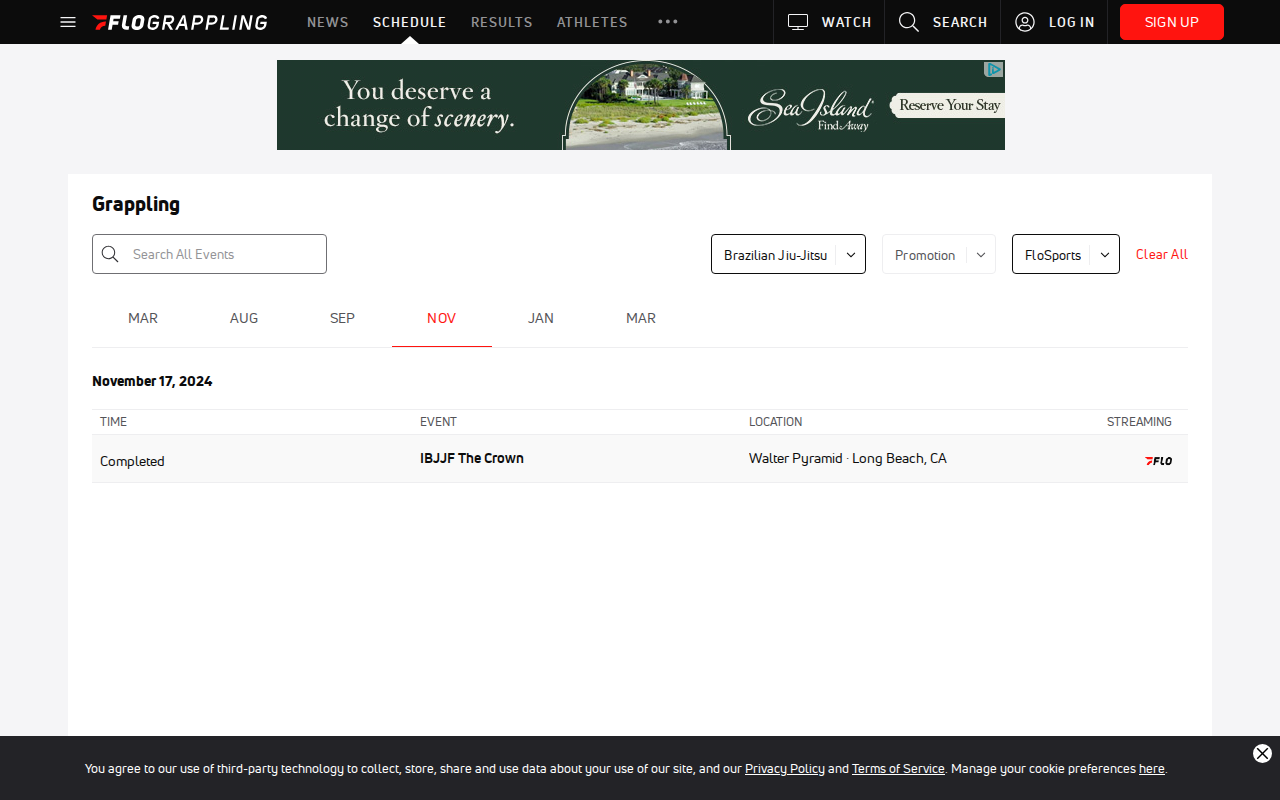 FLOGRAPPLING
NEWS
SCHEDULE
RESULTS
ATHLETES
WATCH
SEARCH
LOG IN
SIGN UP
You deserve a
change of scenery.
Sea Island
Find Away
Reserve Your Stay
Grappling
Search All Events
Brazilian Jiu-Jitsu
Promotion
FloSports
Clear All
MAR
AUG
SEP
NOV
JAN
MAR
November 17, 2024
TIME
EVENT
LOCATION
STREAMING
Completed
IBJJF The Crown
Walter Pyramid · Long Beach, CA
FLO
You agree to our use of third-party technology to collect, store, share and use data about your use of our site, and our Privacy Policy and Terms of Service. Manage your cookie preferences here.